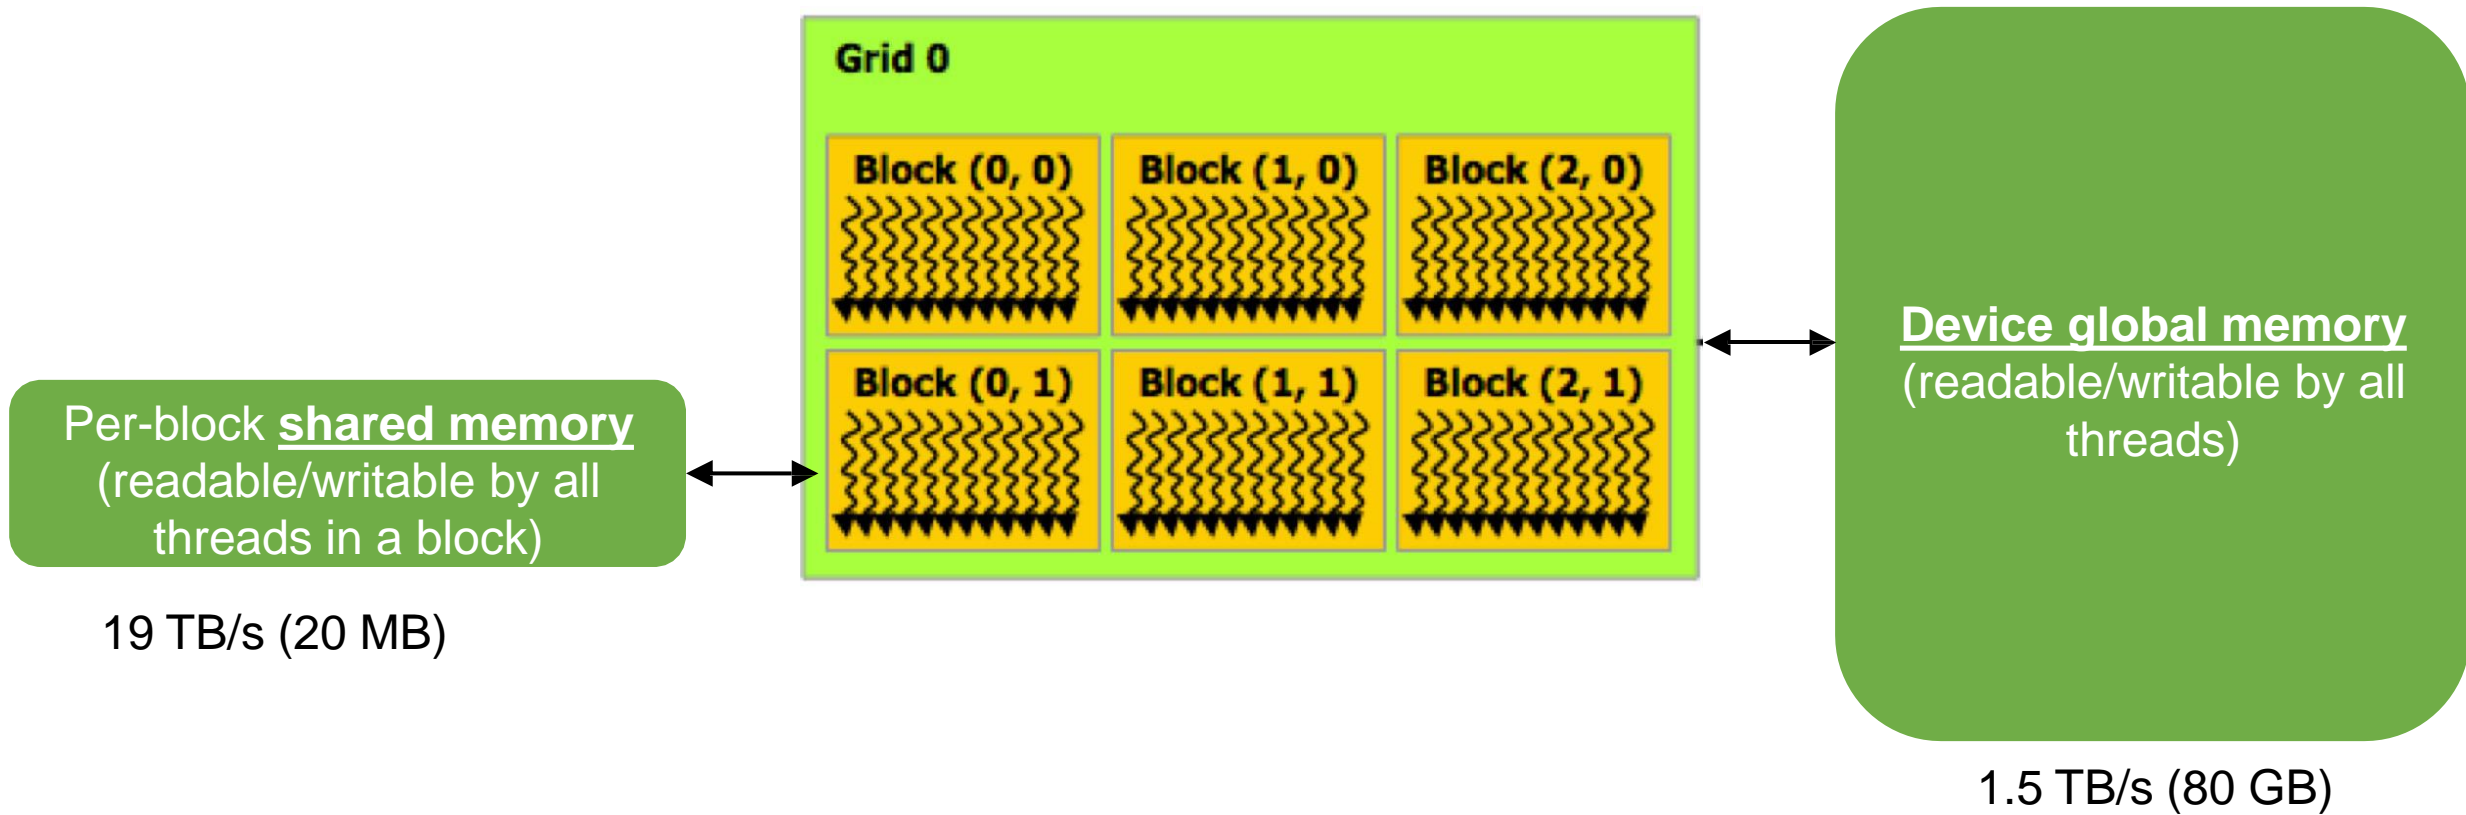 Grid 0
Block (0, 0)
Block (1, 0)
Block (2, 0)
Block (0, 1)
Block (1, 1)
Block (2, 1)
Per-block shared memory
(readable/writable by all
threads in a block)
19 TB/s (20 MB)
Device global memory
(readable/writable by all
threads)
1.5 TB/s (80 GB)